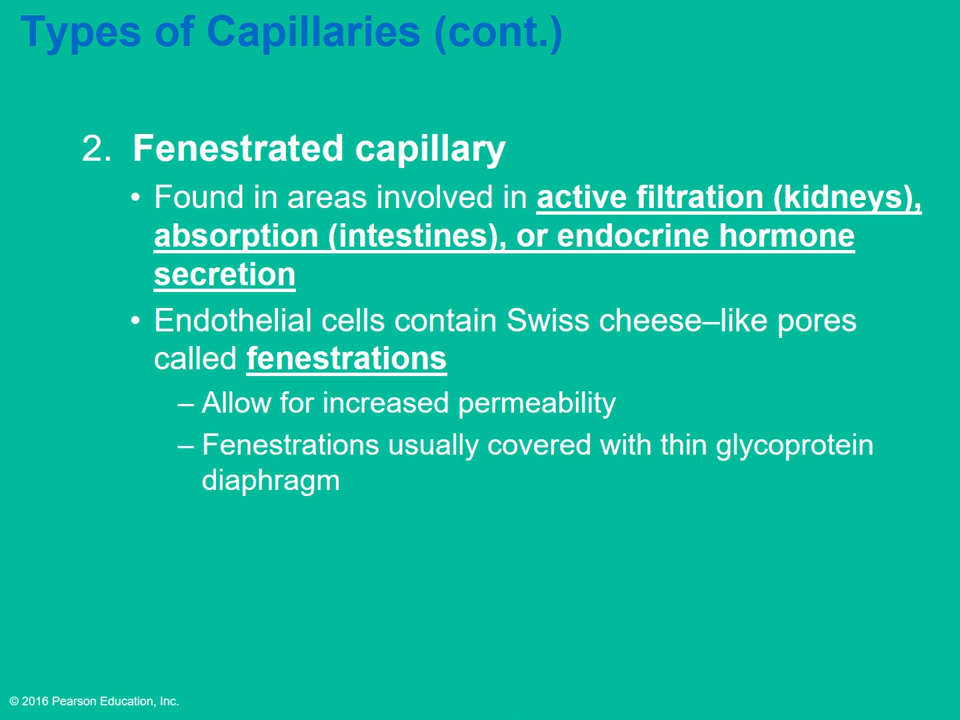 Types of Capillaries (cont.)
2. Fenestrated capillary
• Found in areas involved in active filtration (kidneys),
absorption (intestines), or endocrine hormone
secretion
• Endothelial cells contain Swiss cheese–like pores
called fenestrations
– Allow for increased permeability
– Fenestrations usually covered with thin glycoprotein
diaphragm
© 2016 Pearson Education, Inc.